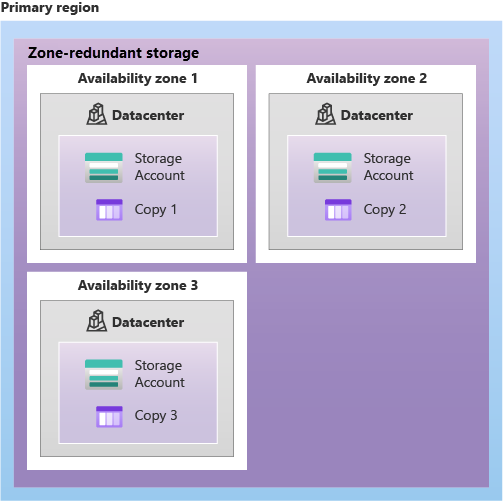 Primary region
Zone-redundant storage
Availability zone 1
Datacenter
Storage
Account
Copy 1
Availability zone 2
Datacenter
Storage
Account
Copy 2
Availability zone 3
Datacenter
Storage
Account
Copy 3